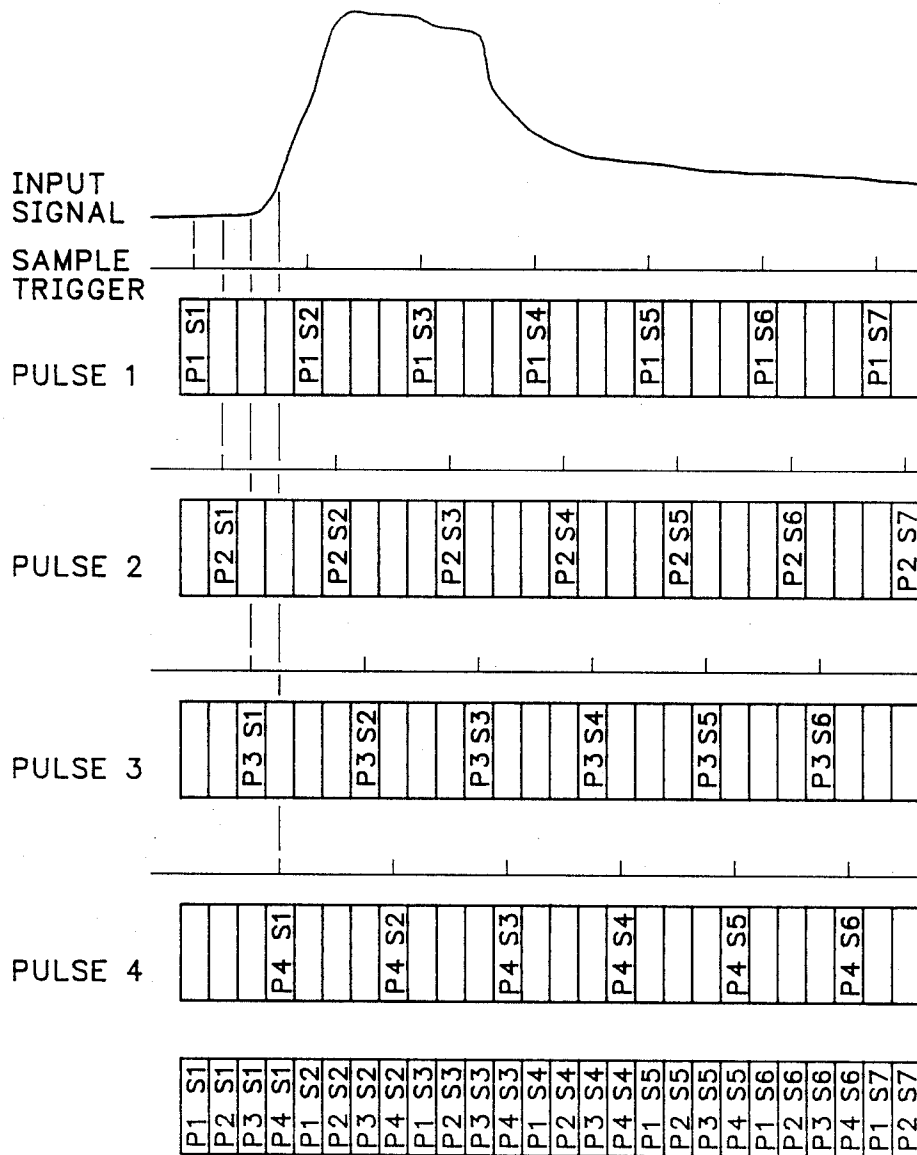 INPUT
SIGNAL
SAMPLE
TRIGGER
PULSE 1
P1 S1
P1 S2
P1 S3
P1 S4
P1 S5
P1 S6
P1 S7
PULSE 2
P2 S1
P2 S2
P2 S3
P2 S4
P2 S5
P2 S6
P2 S7
PULSE 3
P3 S1
P3 S2
P3 S3
P3 S4
P3 S5
P3 S6
PULSE 4
P4 S1
P4 S2
P4 S3
P4 S4
P4 S5
P4 S6
P1 S1
P2 S1
P3 S1
P4 S1
P1 S2
P2 S2
P3 S2
P4 S2
P1 S3
P2 S3
P3 S3
P4 S3
P1 S4
P2 S4
P3 S4
P4 S4
P1 S5
P2 S5
P3 S5
P4 S5
P1 S6
P2 S6
P3 S6
P4 S6
P1 S7
P2 S7